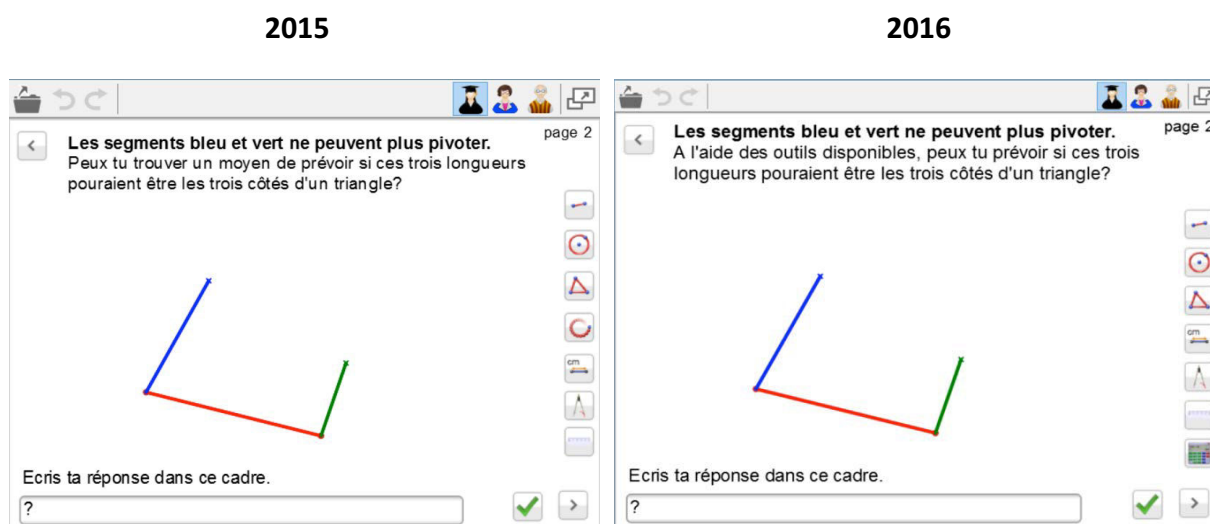 2015
page 2
Les segments bleu et vert ne peuvent plus pivoter.
Peux tu trouver un moyen de prévoir si ces trois longueurs
pouraient être les trois côtés d'un triangle?
cm
Ecris ta réponse dans ce cadre.
?
2016
page 2
Les segments bleu et vert ne peuvent plus pivoter.
A l'aide des outils disponibles, peux tu prévoir si ces trois
longueurs pouraient être les trois côtés d'un triangle?
cm
Ecris ta réponse dans ce cadre.
?